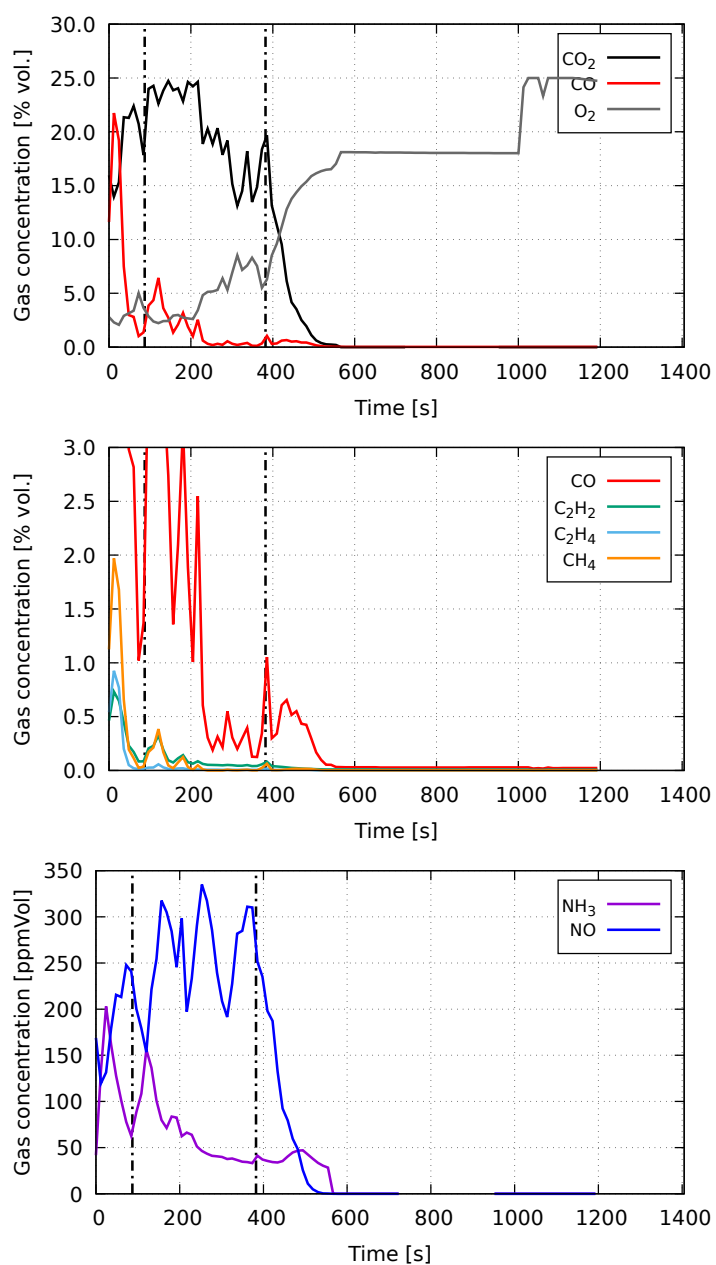 30.0
25.0
20.0
15.0
10.0
5.0
0.0
Gas concentration [% vol.]
CO₂
CO
O₂
0 200 400 600 800 1000 1200 1400
Time [s]
3.0
2.5
2.0
1.5
1.0
0.5
0.0
Gas concentration [% vol.]
CO
C₂H₂
C₂H₄
CH₄
0 200 400 600 800 1000 1200 1400
Time [s]
350
300
250
200
150
100
50
0
Gas concentration [ppmVol]
NH₃
NO
0 200 400 600 800 1000 1200 1400
Time [s]